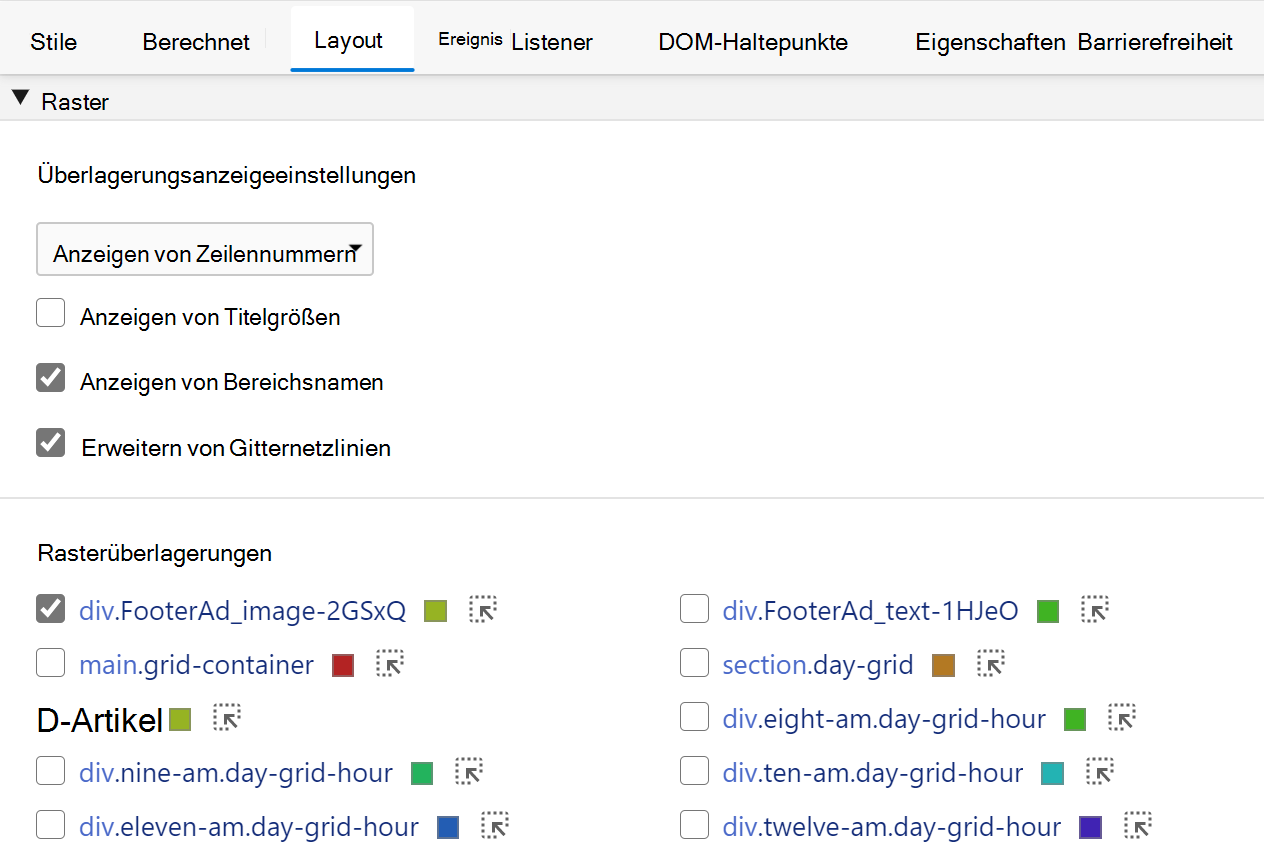 Stile Berechnet Layout Ereignis Listener DOM-Haltepunkte Eigenschaften Barrierefreiheit
Raster
Überlagerungsanzeigeeinstellungen
Anzeigen von Zeilennummern
Anzeigen von Titelgrößen
Anzeigen von Bereichsnamen
Erweitern von Gitternetzlinien
Rasterüberlagerungen
div.FooterAd_image-2GSxQ div.FooterAd_text-1HJeO
main.grid-container section.day-grid
D-Artikel div.eight-am.day-grid-hour
div.nine-am.day-grid-hour div.ten-am.day-grid-hour
div.eleven-am.day-grid-hour div.twelve-am.day-grid-hour